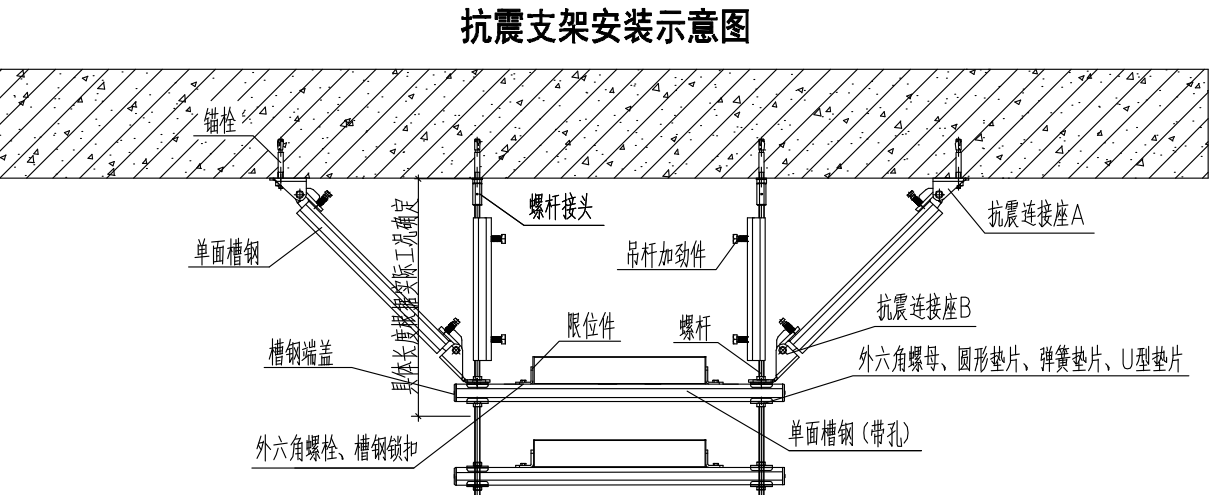 抗震支架安装示意图
锚栓
螺杆接头
抗震连接座A
单面槽钢
吊杆加劲件
具体长度根据实际工况确定
抗震连接座B
限位件
螺杆
槽钢端盖
外六角螺母、圆形垫片、弹簧垫片、U型垫片
单面槽钢(带孔)
外六角螺栓、槽钢锁扣